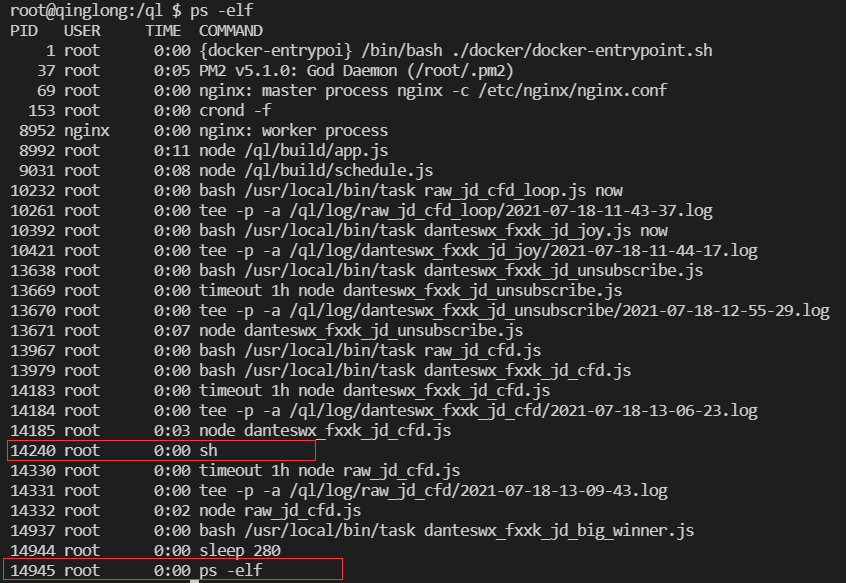 root@qinglong:/ql $ ps -elf
PID   USER     TIME  COMMAND
    1 root      0:00 {docker-entrypoi} /bin/bash ./docker/docker-entrypoint.sh
   37 root      0:05 PM2 v5.1.0: God Daemon (/root/.pm2)
   69 root      0:00 nginx: master process nginx -c /etc/nginx/nginx.conf
  153 root      0:00 crond -f
 8952 nginx     0:00 nginx: worker process
 8992 root      0:11 node /ql/build/app.js
 9031 root      0:08 node /ql/build/schedule.js
10232 root      0:00 bash /usr/local/bin/task raw_jd_cfd_loop.js now
10261 root      0:00 tee -p -a /ql/log/raw_jd_cfd_loop/2021-07-18-11-43-37.log
10392 root      0:00 bash /usr/local/bin/task danteswx_fxxk_jd_joy.js now
10421 root      0:00 tee -p -a /ql/log/danteswx_fxxk_jd_joy/2021-07-18-11-44-17.log
13638 root      0:00 bash /usr/local/bin/task danteswx_fxxk_jd_unsubscribe.js
13669 root      0:00 timeout 1h node danteswx_fxxk_jd_unsubscribe.js
13670 root      0:00 tee -p -a /ql/log/danteswx_fxxk_jd_unsubscribe/2021-07-18-12-55-29.log
13671 root      0:07 node danteswx_fxxk_jd_unsubscribe.js
13967 root      0:00 bash /usr/local/bin/task raw_jd_cfd.js
13979 root      0:00 bash /usr/local/bin/task danteswx_fxxk_jd_cfd.js
14183 root      0:00 timeout 1h node danteswx_fxxk_jd_cfd.js
14184 root      0:00 tee -p -a /ql/log/danteswx_fxxk_jd_cfd/2021-07-18-13-06-23.log
14185 root      0:03 node danteswx_fxxk_jd_cfd.js
14240 root      0:00 sh
14330 root      0:00 timeout 1h node raw_jd_cfd.js
14331 root      0:00 tee -p -a /ql/log/raw_jd_cfd/2021-07-18-13-09-43.log
14332 root      0:02 node raw_jd_cfd.js
14937 root      0:00 bash /usr/local/bin/task danteswx_fxxk_jd_big_winner.js
14944 root      0:00 sleep 280
14945 root      0:00 ps -elf